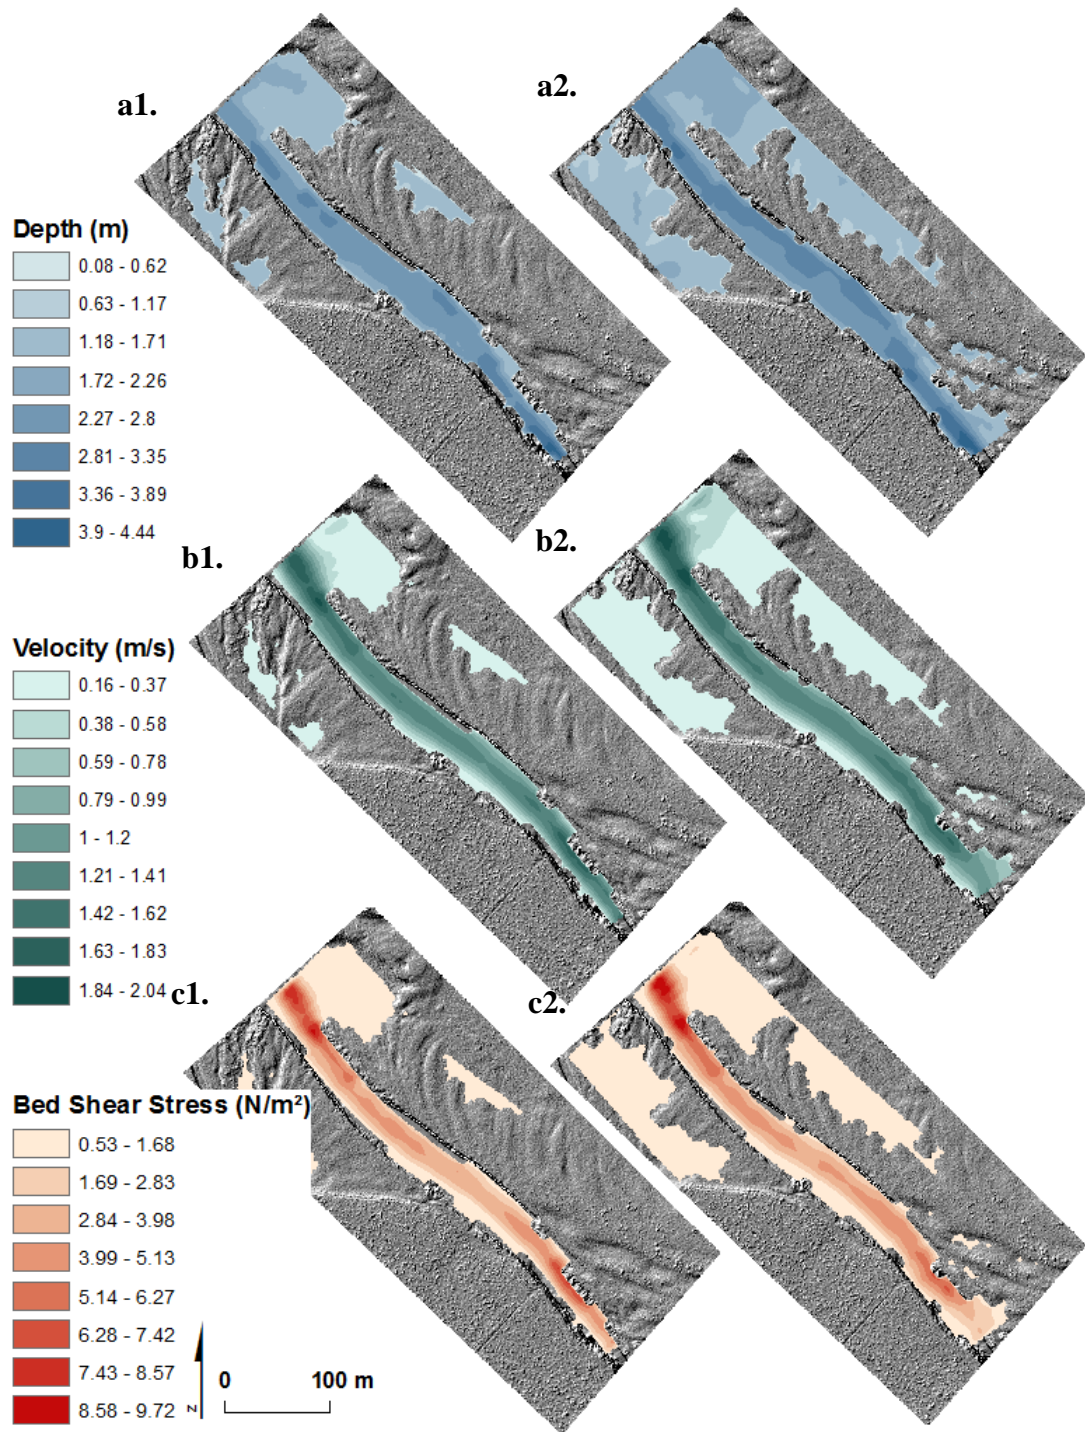 a1.
a2.
Depth (m)
0.08 - 0.62
0.63 - 1.17
1.18 - 1.71
1.72 - 2.26
2.27 - 2.8
2.81 - 3.35
3.36 - 3.89
3.9 - 4.44
b1.
b2.
Velocity (m/s)
0.16 - 0.37
0.38 - 0.58
0.59 - 0.78
0.79 - 0.99
1 - 1.2
1.21 - 1.41
1.42 - 1.62
1.63 - 1.83
1.84 - 2.04
c1.
c2.
Bed Shear Stress (N/m²)
0.53 - 1.68
1.69 - 2.83
2.84 - 3.98
3.99 - 5.13
5.14 - 6.27
6.28 - 7.42
7.43 - 8.57
8.58 - 9.72
N
0 100 m